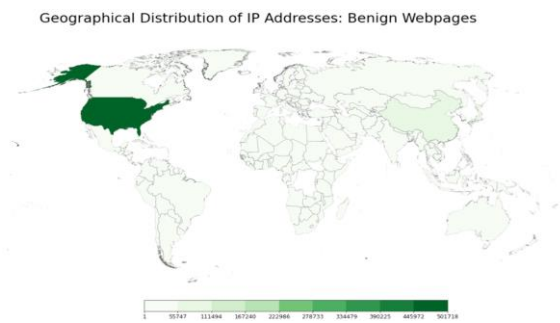 Geographical Distribution of IP Addresses: Benign Webpages
1 55747 111494 167240 222986 278733 334479 390225 445972 501718